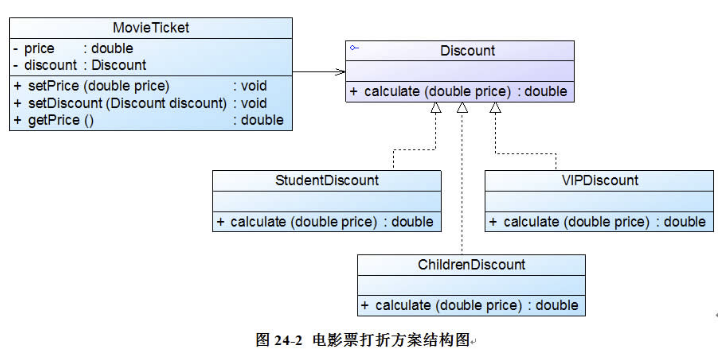 MovieTicket
- price : double
- discount : Discount
+ setPrice (double price) : void
+ setDiscount (Discount discount) : void
+ getPrice () : double
Discount
+ calculate (double price) : double
StudentDiscount
+ calculate (double price) : double
VIPDiscount
+ calculate (double price) : double
ChildrenDiscount
+ calculate (double price) : double
图 24-2 电影票打折方案结构图